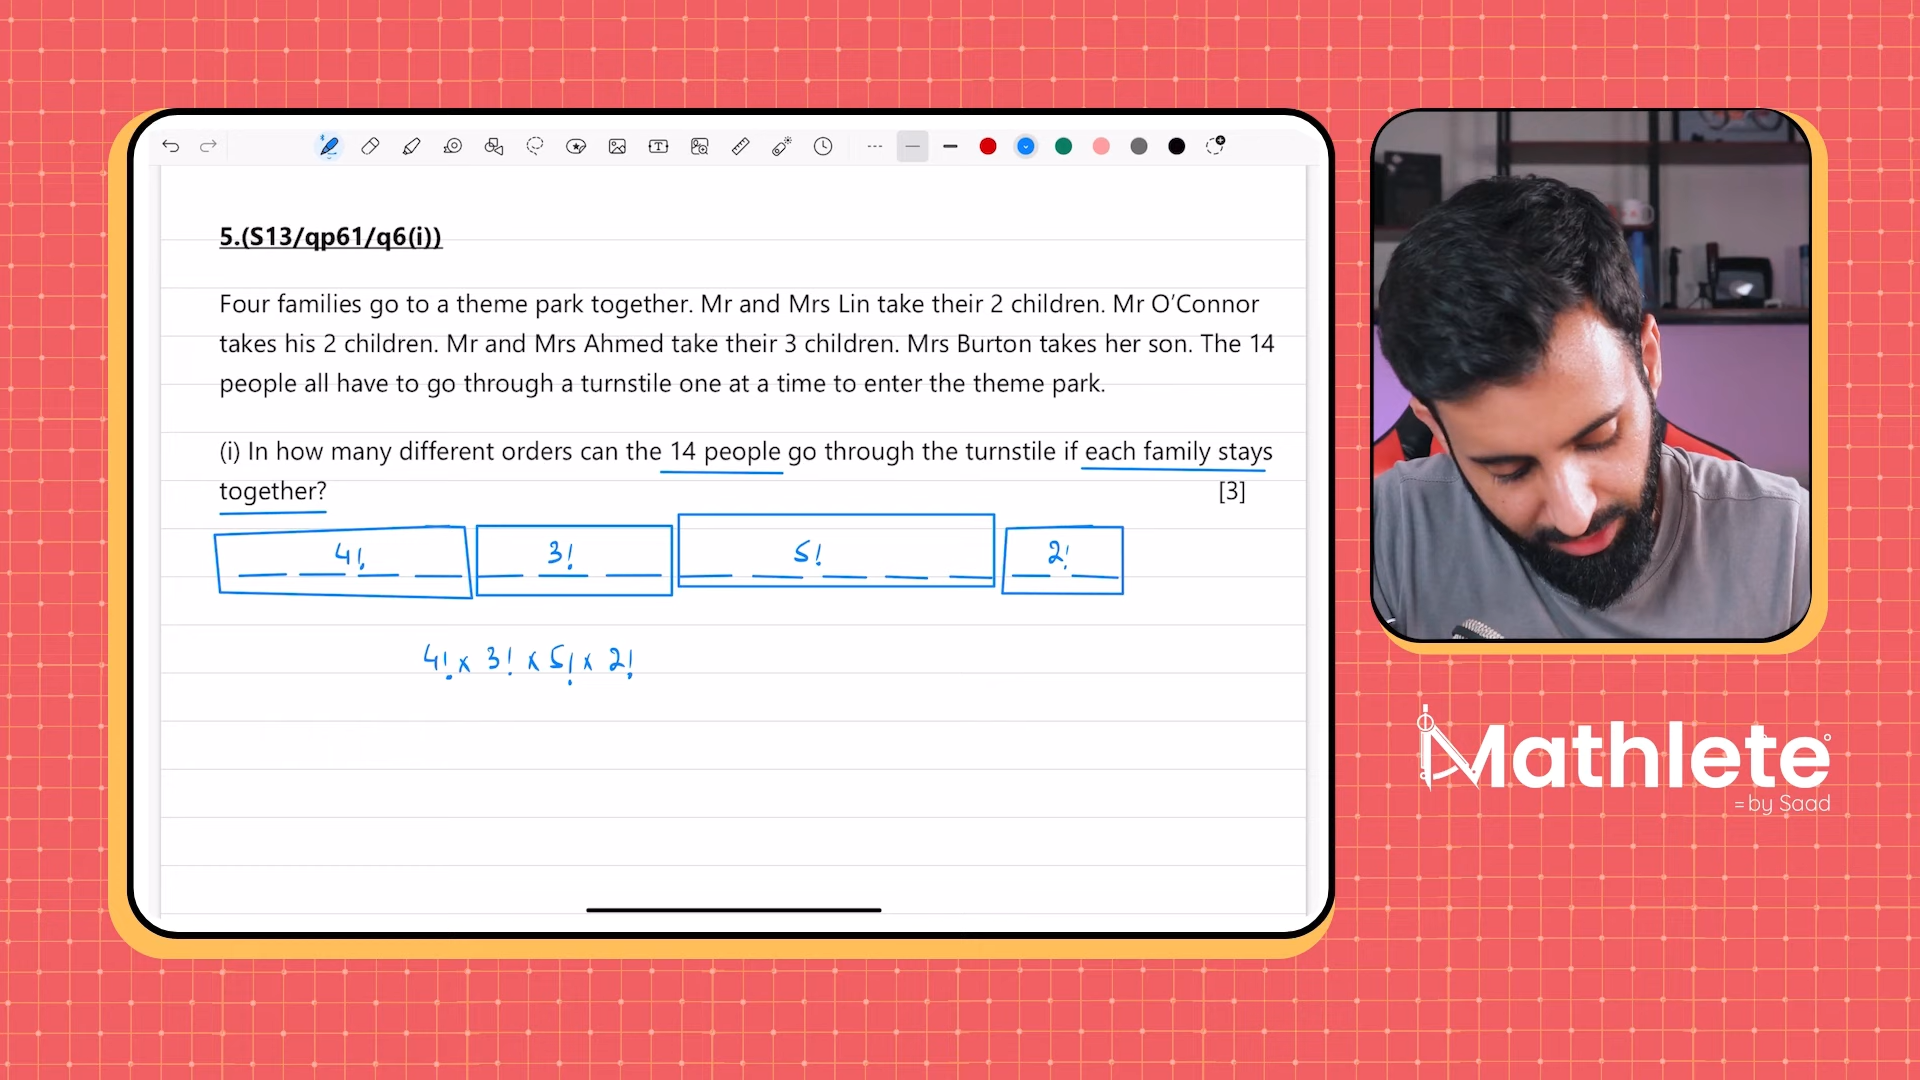 5.(S13/qp61/q6(i))
Four families go to a theme park together. Mr and Mrs Lin take their 2 children. Mr O’Connor
takes his 2 children. Mr and Mrs Ahmed take their 3 children. Mrs Burton takes her son. The 14
people all have to go through a turnstile one at a time to enter the theme park.
(i) In how many different orders can the 14 people go through the turnstile if each family stays
together? [3]
4! 3! 5! 2!
4! x 3! x 5! x 2!
Mathlete
= by Saad